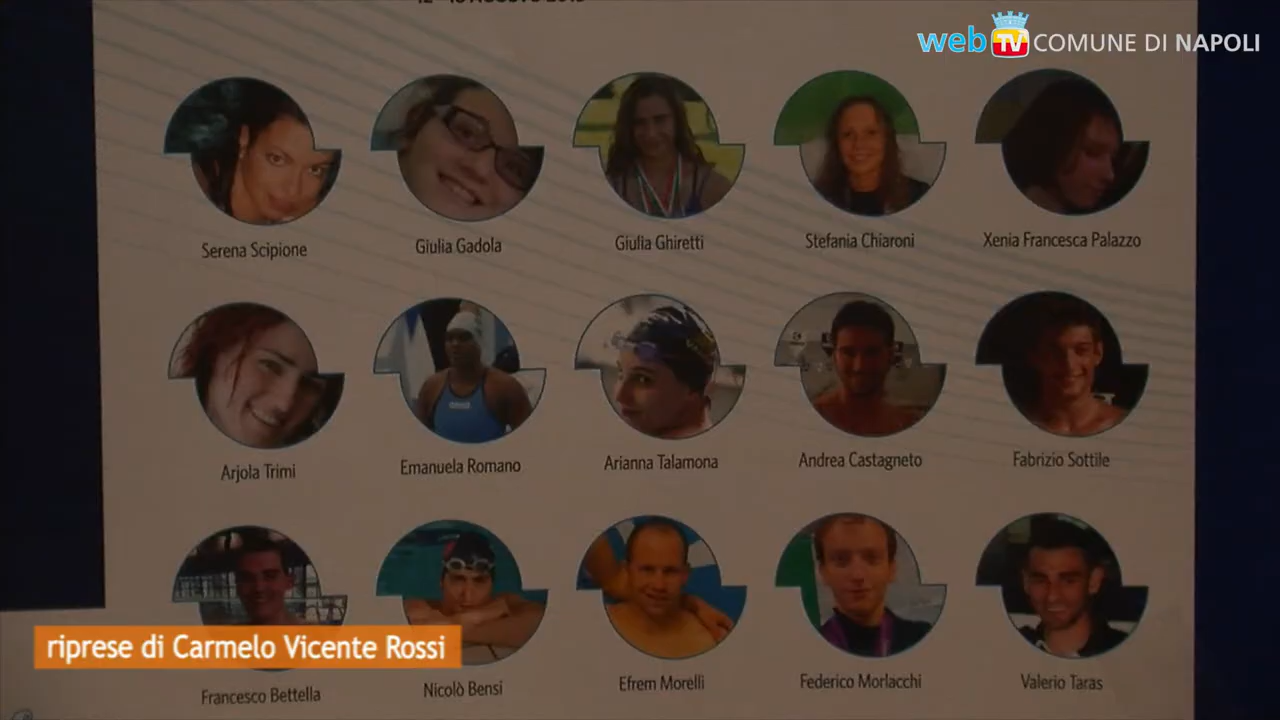 web TV COMUNE DI NAPOLI
Serena Scipione
Giulia Gadola
Giulia Ghiretti
Stefania Chiaroni
Xenia Francesca Palazzo
Arjola Trimi
Emanuela Romano
Arianna Talamona
Andrea Castagneto
Fabrizio Sottile
riprese di Carmelo Vicente Rossi
Francesco Bettella
Nicolò Bensi
Efrem Morelli
Federico Morlacchi
Valerio Taras